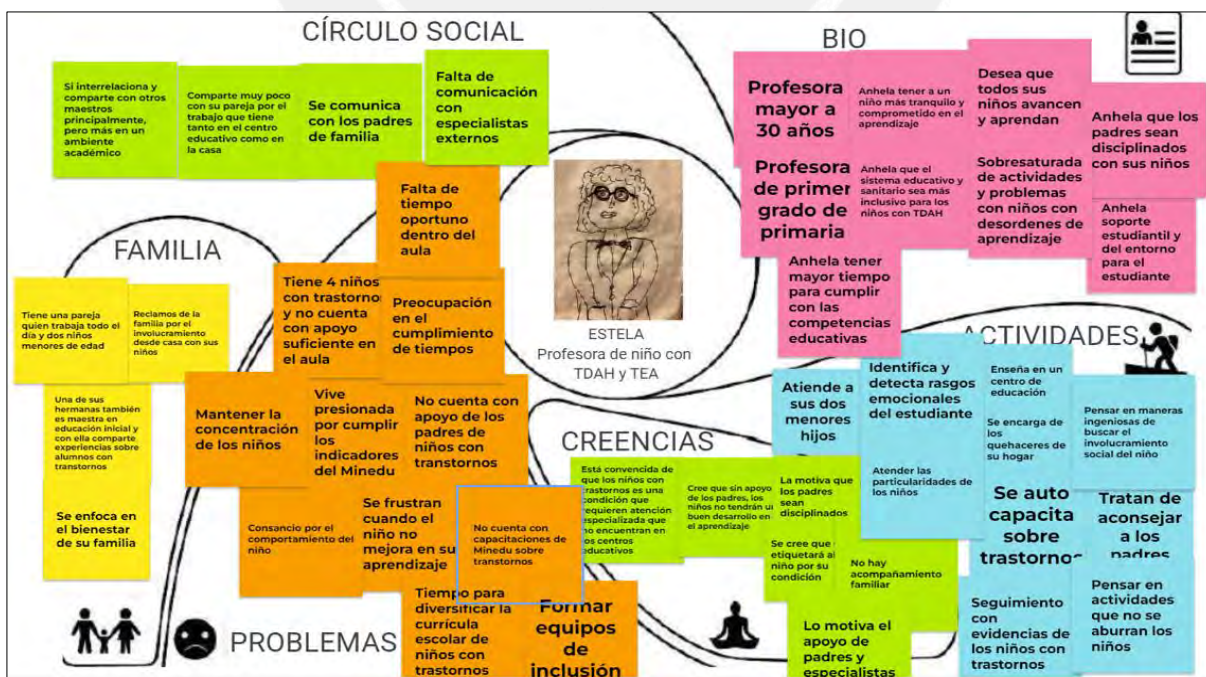 CÍRCULO SOCIAL
Si interrelaciona y
comparte con otros
maestros
principalmente,
pero más en un
ambiente
académico
Comparte muy poco
con su pareja por el
trabajo que tiene
tanto en el centro
educativo como en
la casa
Se comunica
con los padres
de familia
Falta de
comunicación
con
especialistas
externos
BIO
Profesora
mayor a
30 años
Anhela tener a un
niño más tranquilo y
comprometido en el
aprendizaje
Desea que
todos sus
niños avancen
y aprendan
Anhela que los
padres sean
disciplinados
con sus niños
Profesora
de primer
grado de
primaria
Anhela que el
sistema educativo y
sanitario sea más
inclusivo para los
niños con TDAH
Sobresaturada
de actividades
y problemas
con niños con
desordenes de
aprendizaje
Anhela
soporte
estudiantil y
del entorno
para el
estudiante
Anhela tener
mayor tiempo
para cumplir
con las
competencias
educativas
ESTELA
Profesora de niño con
TDAH y TEA
FAMILIA
Tiene una pareja
quien trabaja todo el
día y dos niños
menores de edad
Reclamos de la
familia por el
involucramiento
desde casa con sus
niños
Una de sus
hermanas también
es maestra en
educación inicial y
con ella comparte
experiencias sobre
alumnos con
transtornos
Se enfoca en
el bienestar
de su familia
Falta de
tiempo
oportuno
dentro del
aula
Tiene 4 niños
con trastornos
y no cuenta
con apoyo
suficiente en
el aula
Preocupación
en el
cumplimiento
de tiempos
Mantener la
concentración
de los niños
Vive
presionada
por cumplir
los
indicadores
del Minedu
No cuenta con
apoyo de los
padres de
niños con
transtornos
Consancio por el
comportamiento del
niño
Se frustran
cuando el
niño no
mejora en su
aprendizaje
No cuenta con
capacitaciones de
Minedu sobre
transtornos
Tiempo para
diversificar la
currícula
escolar de
niños con
trastornos
Formar
equipos
de
inclusión
PROBLEMAS
CREENCIAS
Está convencida de
que los niños con
trastornos es una
condición que
requieren atención
especializada que
no encuentran en
los centros
educativos
Cree que sin apoyo
de los padres, los
niños no tendrán un
buen desarrollo en
el aprendizaje
La motiva que
los padres
sean
disciplinados
Se cree que
etiquetará al
niño por su
condición
No hay
acompañamiento
familiar
Lo motiva el
apoyo de
padres y
especialistas
ACTIVIDADES
Atiende a
sus dos
menores
hijos
Identifica y
detecta rasgos
emocionales
del estudiante
Enseña en un
centro de
educación
Se encarga de
los
quehaceres de
su hogar
Pensar en maneras
ingeniosas de
buscar el
involucramiento
social del niño
Atender las
particularidades de
los niños
Se auto
capacita
sobre
trastornos
Tratan de
aconsejar
a los
padres
Seguimiento
con
evidencias de
los niños con
trastornos
Pensar en
actividades
que no se
aburran los
niños